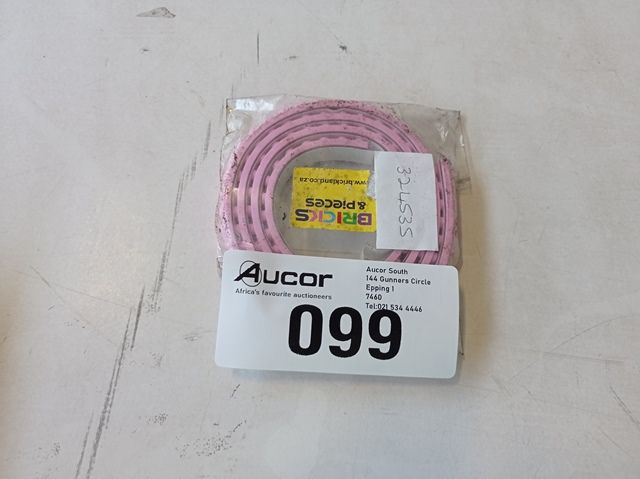 www.brickland.co.za
BRICKS
& PIECES
324535
Aucor
Africa's favourite auctioneers
Aucor South
144 Gunners Circle
Epping 1
7460
Tel:021 534 4446
099